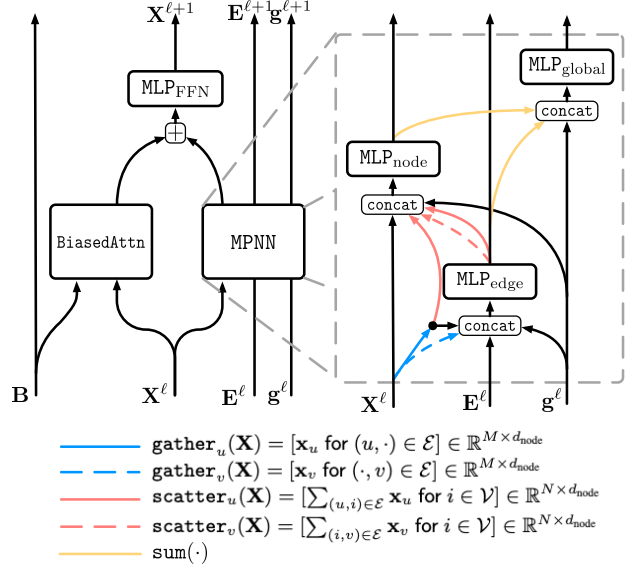 X^{ℓ+1} E^{ℓ+1} g^{ℓ+1}
MLP_global
MLP_FFN
concat
+
MLP_node
concat
BiasedAttn
MPNN
MLP_edge
concat
B X^ℓ E^ℓ g^ℓ
X^ℓ E^ℓ g^ℓ
gather_u(X) = [x_u for (u, ·) ∈ ℰ] ∈ ℝ^{M×d_node}
gather_v(X) = [x_v for (·, v) ∈ ℰ] ∈ ℝ^{M×d_node}
scatter_u(X) = [∑_{(u,i)∈ℰ} x_u for i ∈ 𝒱] ∈ ℝ^{N×d_node}
scatter_v(X) = [∑_{(i,v)∈ℰ} x_v for i ∈ 𝒱] ∈ ℝ^{N×d_node}
sum(·)